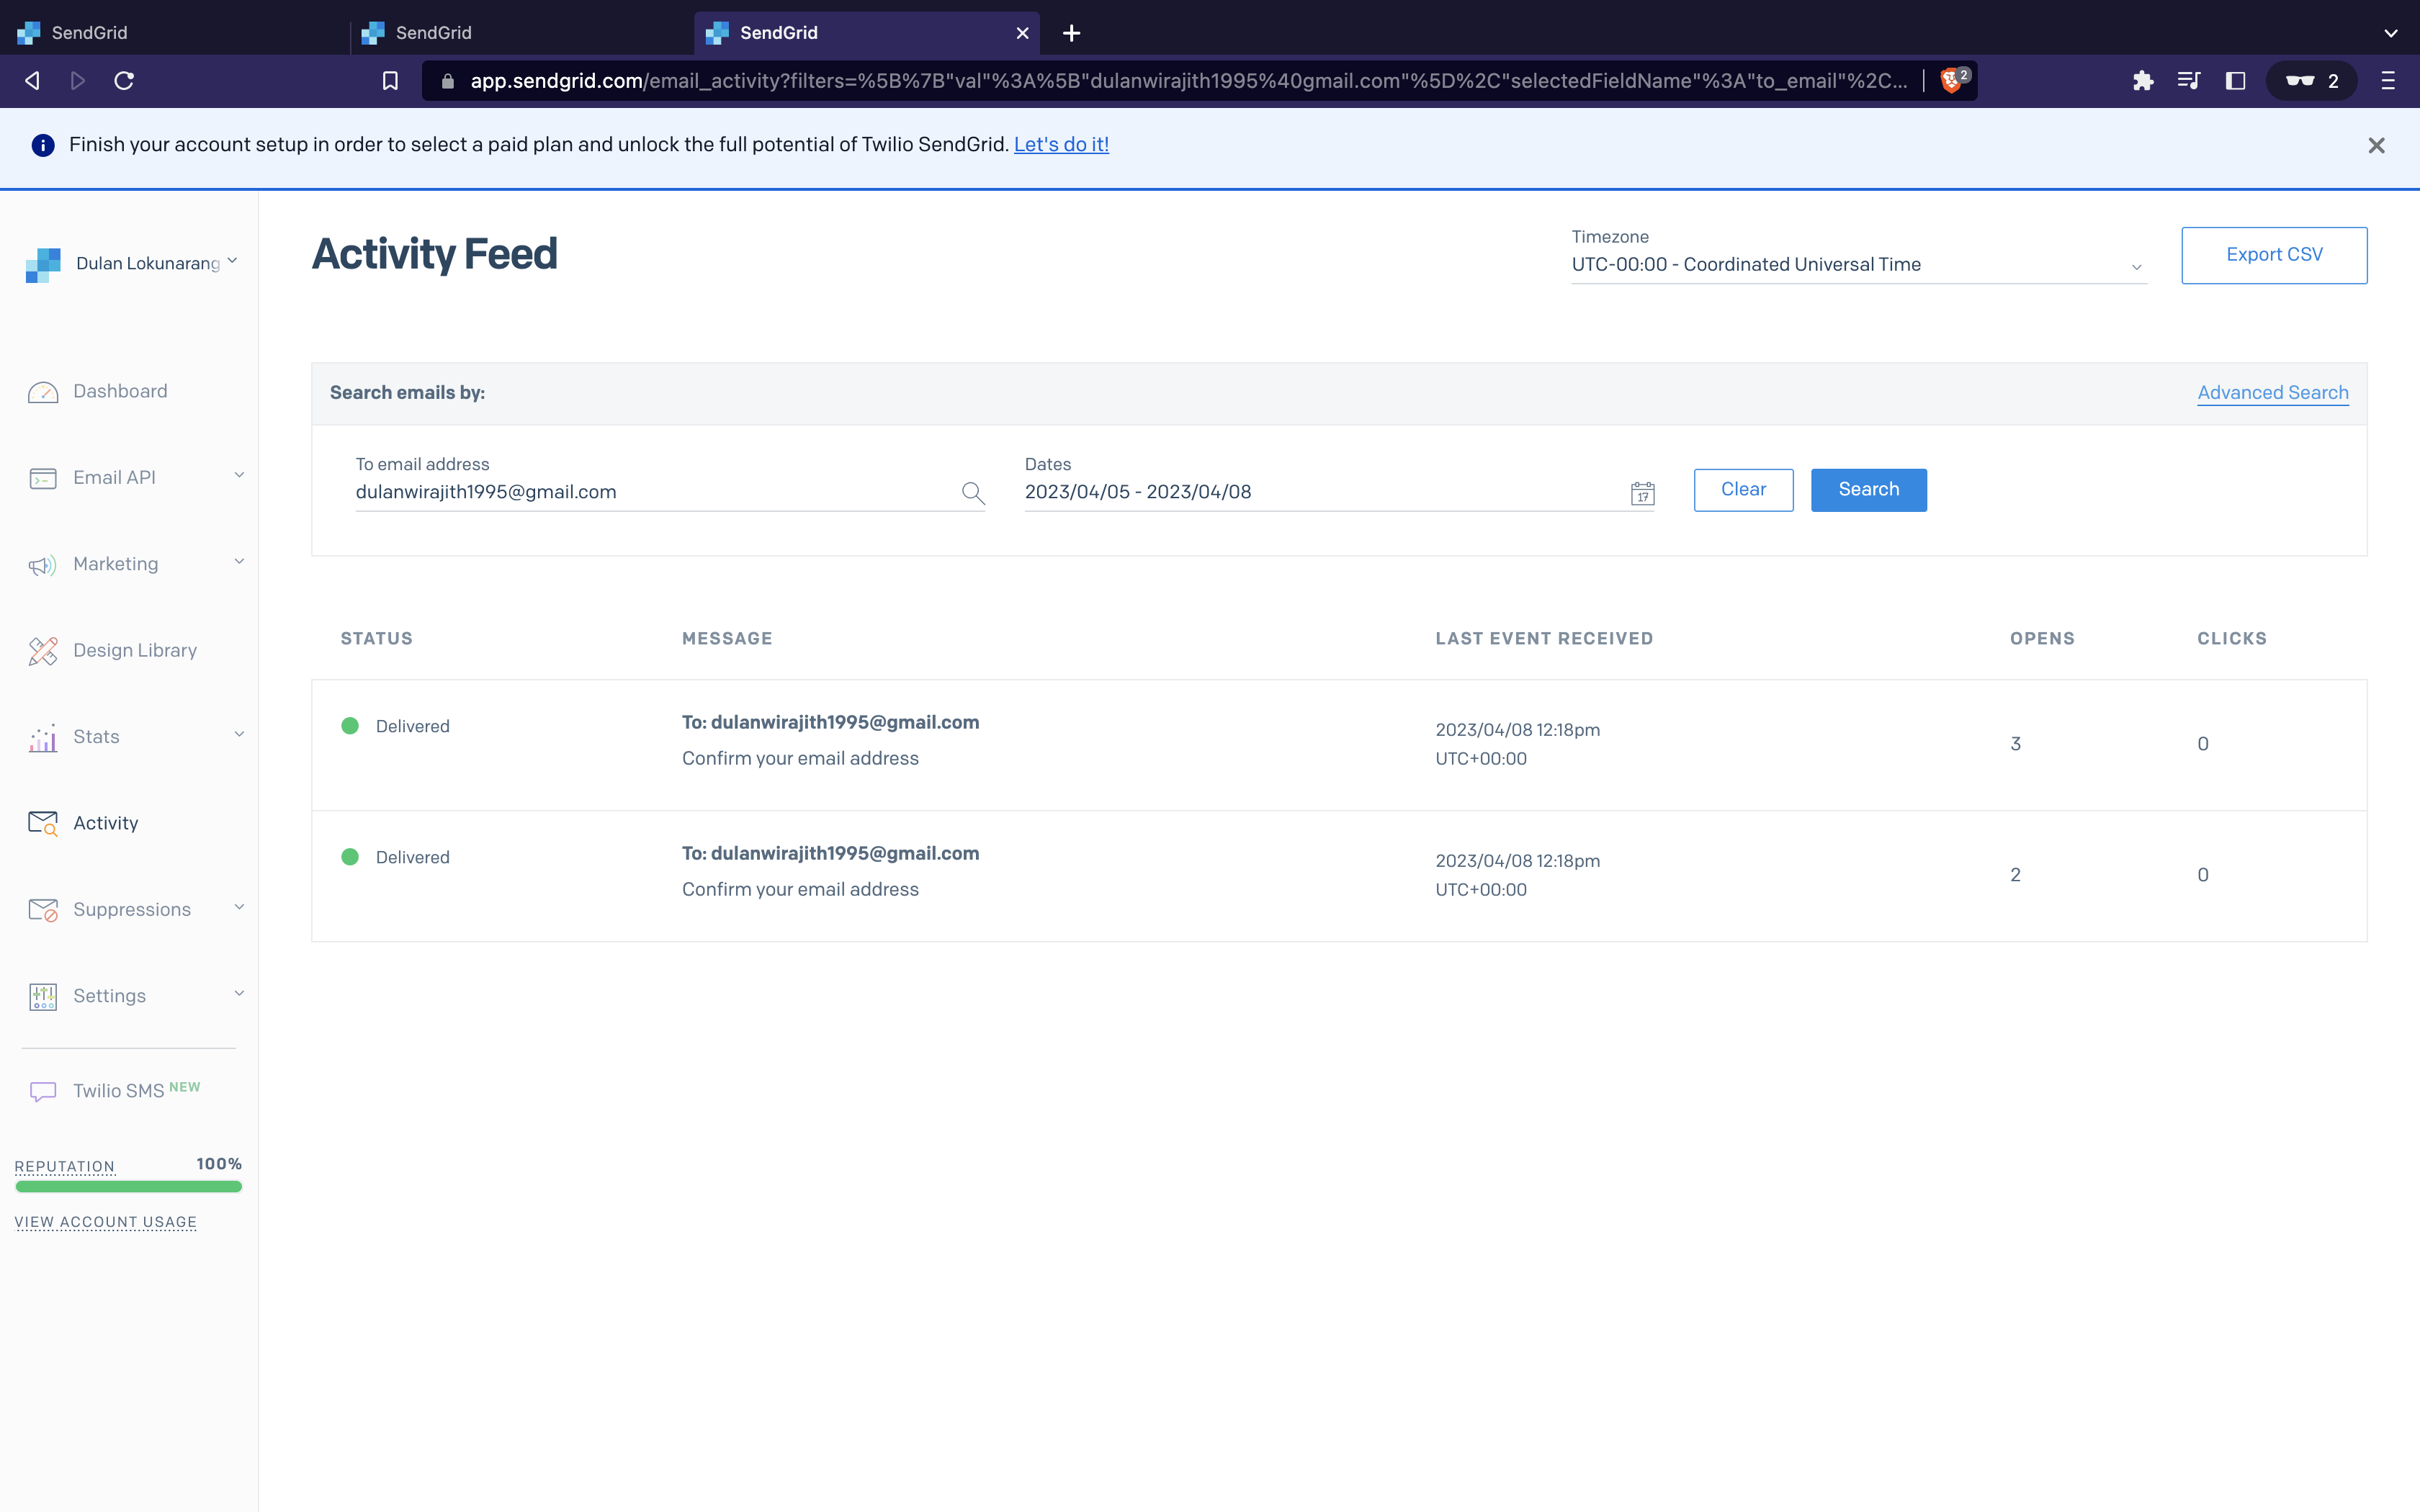 SendGrid
SendGrid
SendGrid
app.sendgrid.com/email_activity?filters=%5B%7B"val"%3A%5B"dulanwirajith1995%40gmail.com"%5D%2C"selectedFieldName"%3A"to_email"%2C...
2
2
Finish your account setup in order to select a paid plan and unlock the full potential of Twilio SendGrid. Let's do it!
Dulan Lokunarang
Dashboard
Email API
Marketing
Design Library
Stats
Activity
Suppressions
Settings
Twilio SMS NEW
REPUTATION 100%
VIEW ACCOUNT USAGE
Activity Feed
Timezone
UTC-00:00 - Coordinated Universal Time
Export CSV
Search emails by:
Advanced Search
To email address
dulanwirajith1995@gmail.com
Dates
2023/04/05 - 2023/04/08
17
Clear
Search
STATUS MESSAGE LAST EVENT RECEIVED OPENS CLICKS
Delivered
To: dulanwirajith1995@gmail.com
Confirm your email address
2023/04/08 12:18pm
UTC+00:00
3
0
Delivered
To: dulanwirajith1995@gmail.com
Confirm your email address
2023/04/08 12:18pm
UTC+00:00
2
0